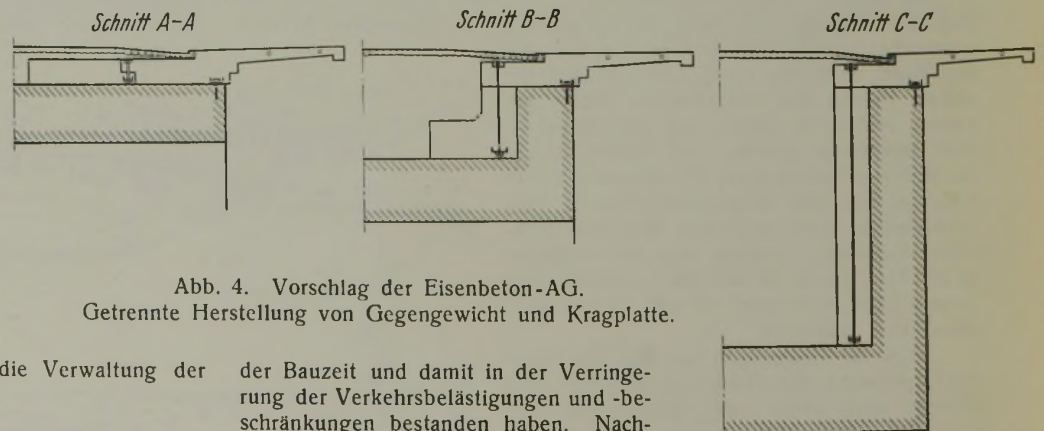 Schnitt A-A
Schnitt B-B
Schnitt C-C
Abb. 4. Vorschlag der Eisenbeton-AG.
Getrennte Herstellung von Gegengewicht und Kragplatte.
die Verwaltung der
der Bauzeit und damit in der Verringe-
rung der Verkehrsbelästigungen und -be-
schränkungen bestanden haben. Nach-